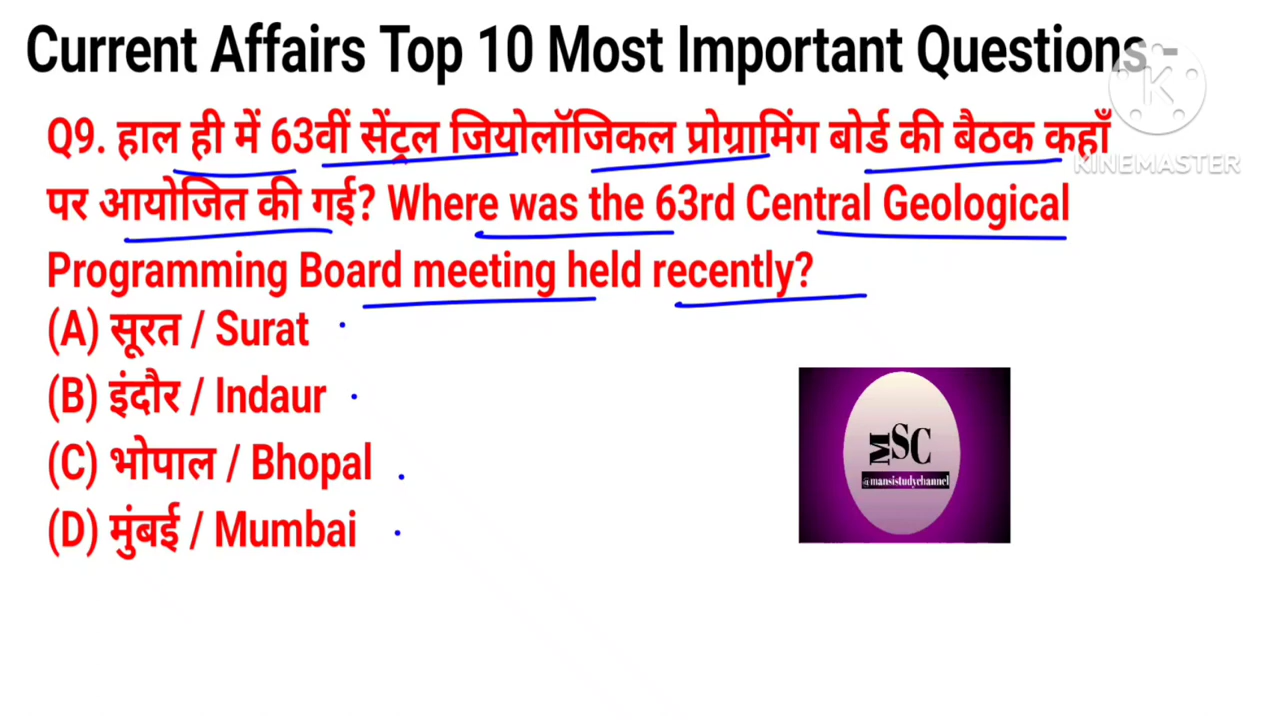 Current Affairs Top 10 Most Important Questions -
Q9. हाल ही में 63वीं सेंट्रल जियोलॉजिकल प्रोग्रामिंग बोर्ड की बैठक कहाँ
पर आयोजित की गई? Where was the 63rd Central Geological
Programming Board meeting held recently?
(A) सूरत / Surat
(B) इंदौर / Indaur
(C) भोपाल / Bhopal
(D) मुंबई / Mumbai
K
KINEMASTER
MSC
@mansistudychannel